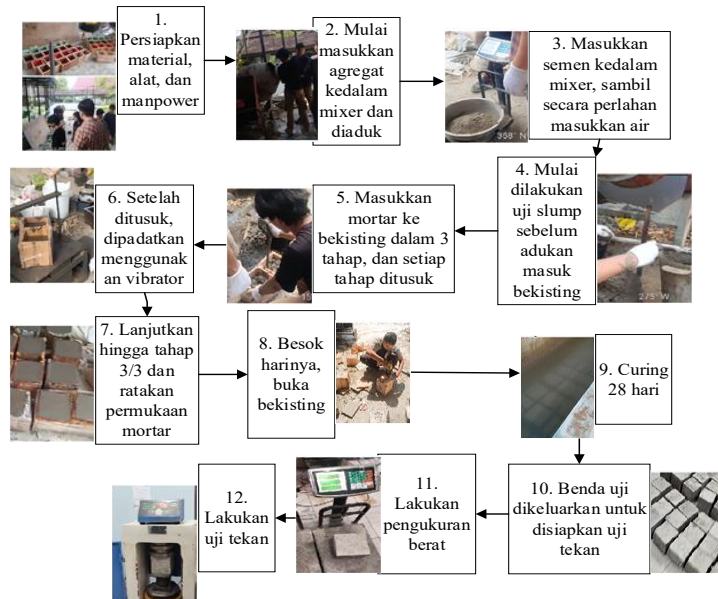 1.
Persiapkan
material,
alat, dan
manpower
2. Mulai
masukkan
agregat
kedalam
mixer dan
diaduk
3. Masukkan
semen kedalam
mixer, sambil
secara perlahan
masukkan air
358° N
4. Mulai
dilakukan
uji slump
sebelum
adukan
masuk
bekisting
275° W
5. Masukkan
mortar ke
bekisting dalam 3
tahap, dan setiap
tahap ditusuk
6. Setelah
ditusuk,
dipadatkan
menggunak
an vibrator
7. Lanjutkan
hingga tahap
3/3 dan
ratakan
permukaan
mortar
8. Besok
harinya,
buka
bekisting
9. Curing
28 hari
10. Benda uji
dikeluarkan untuk
disiapkan uji
tekan
11.
Lakukan
pengukuran
berat
12.
Lakukan
uji tekan